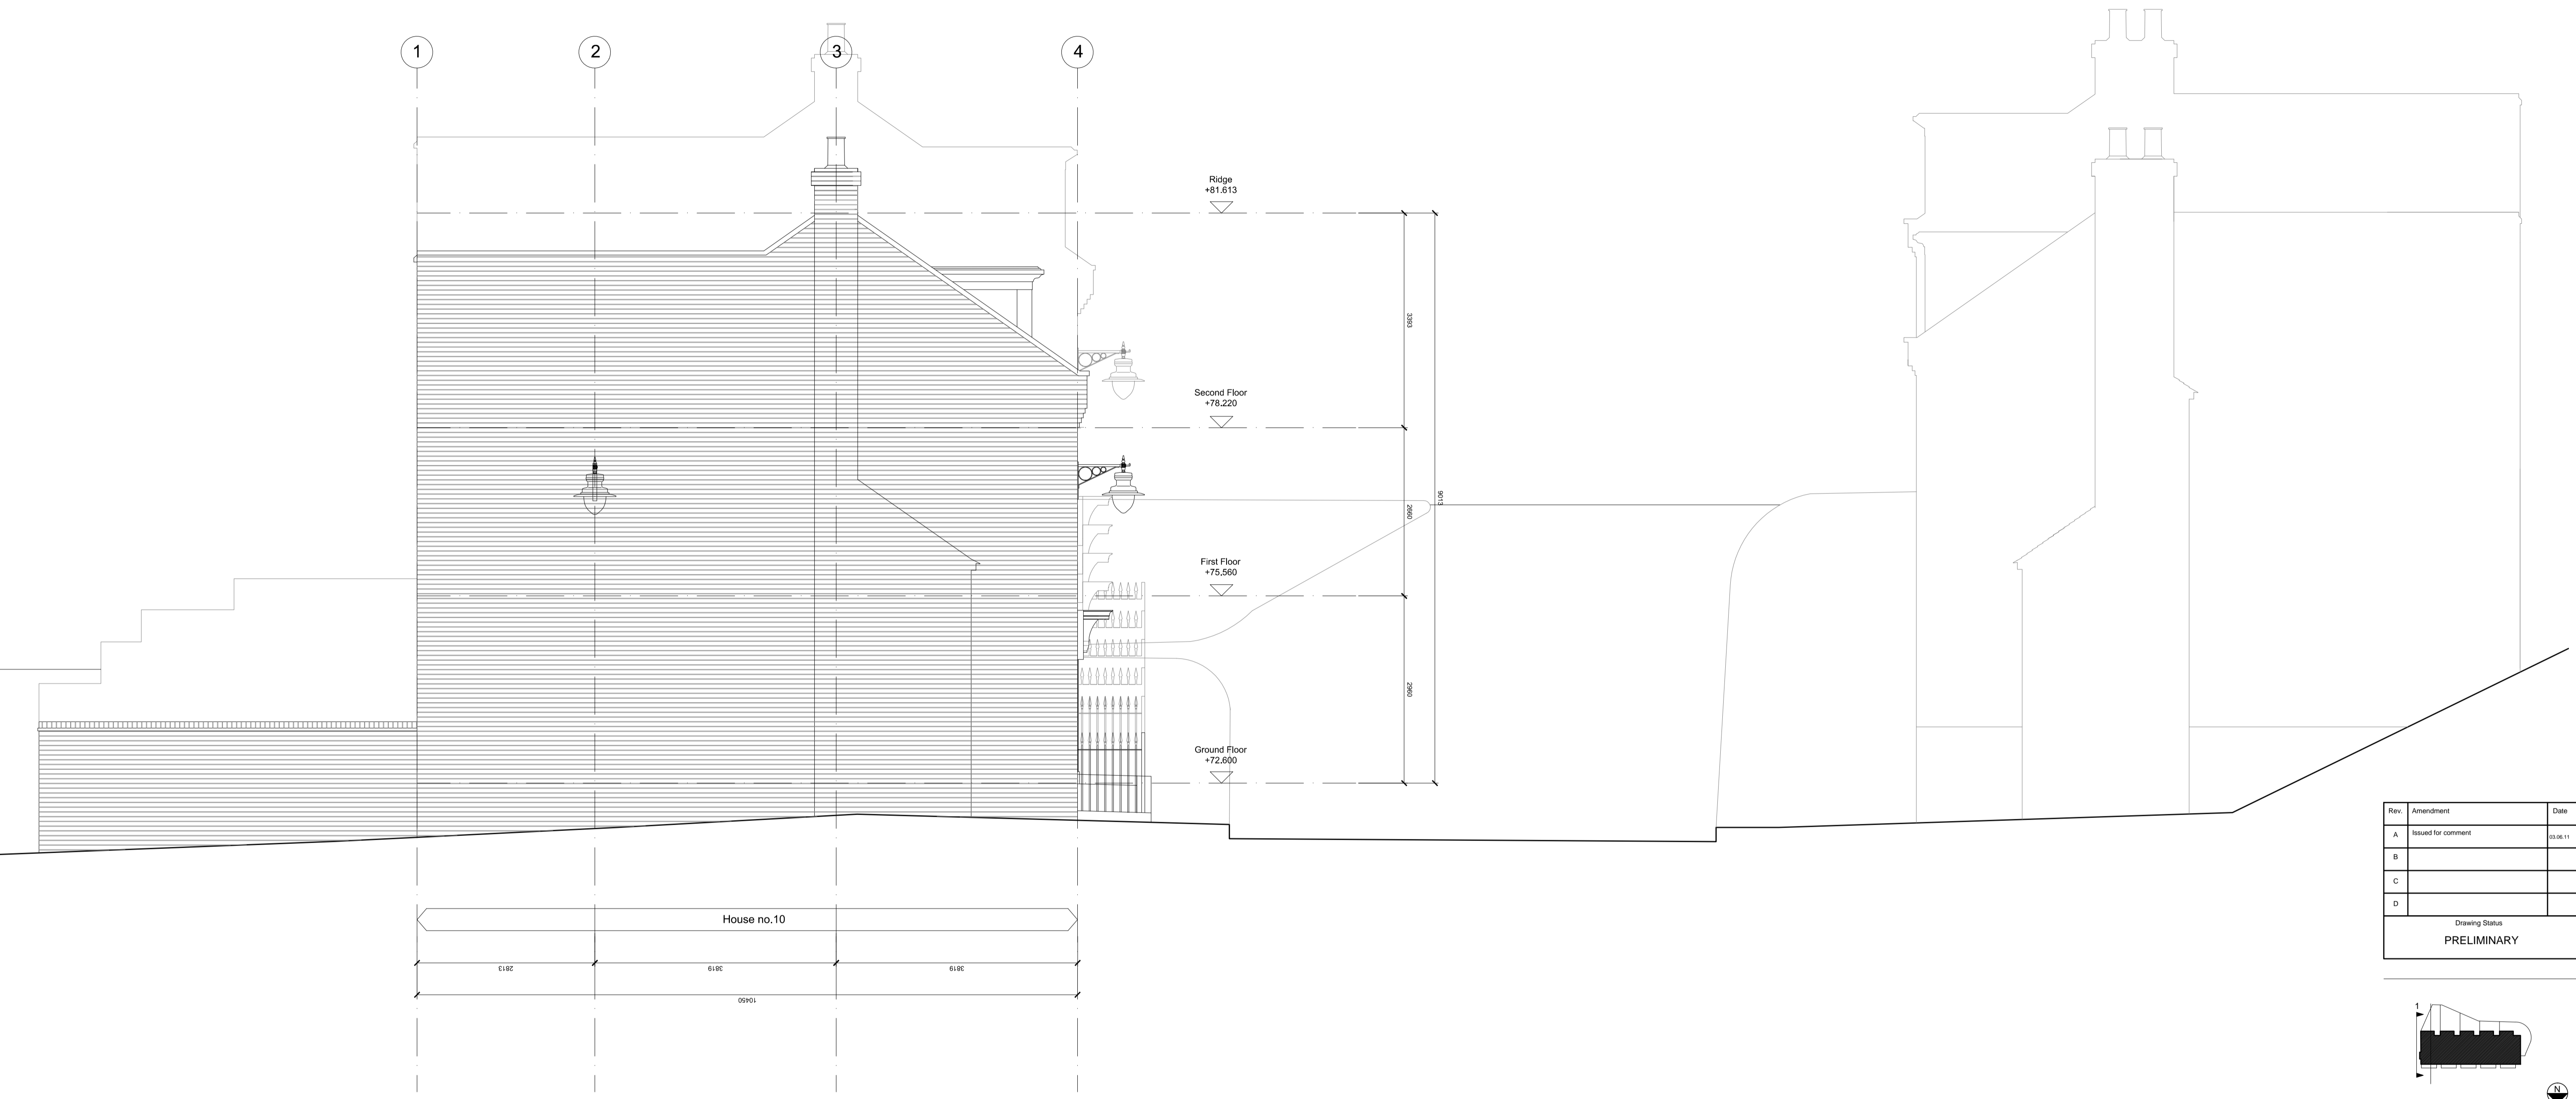 1
2
3
4
Ridge
+81.613
3393
Second Floor
+78.220
9013
2660
First Floor
+75,560
2960
Ground Floor
+72.600
House no.10
2813
3819
3819
10450
Rev. Amendment Date
A Issued for comment 03.06.11
B
C
D
Drawing Status
PRELIMINARY
1
N